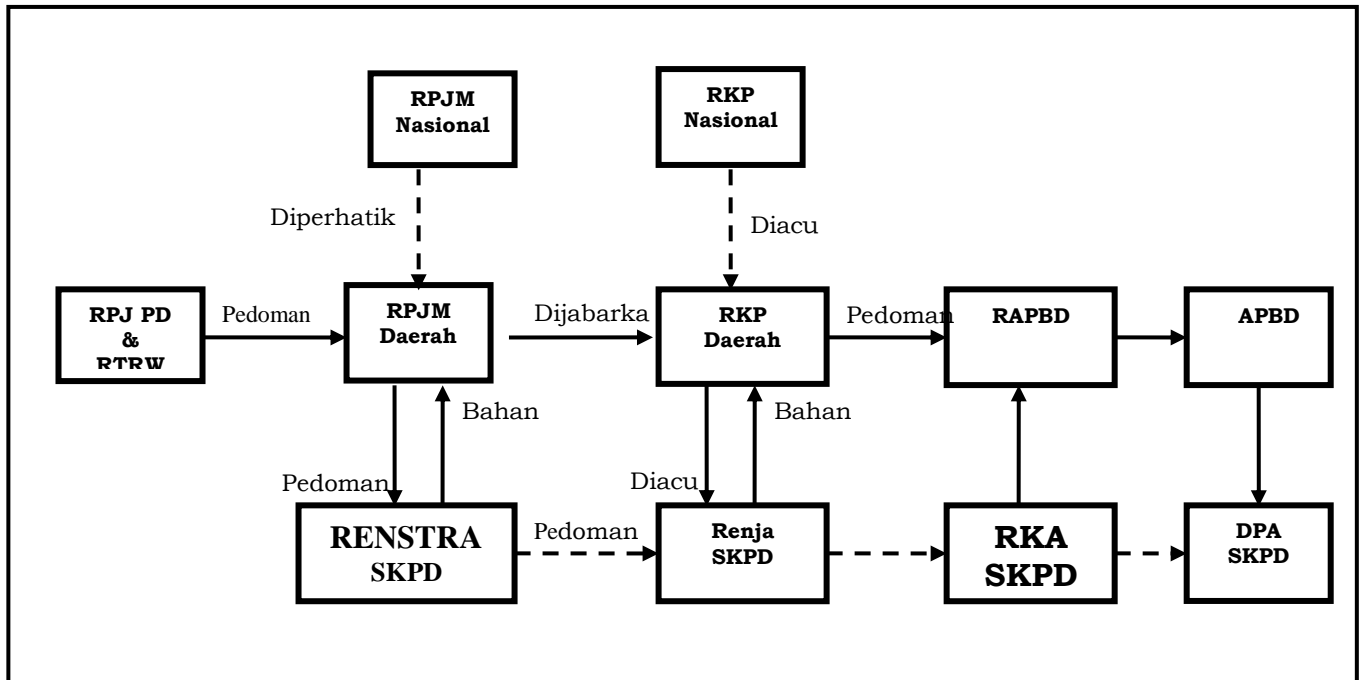 RPJM
Nasional
RKP
Nasional
Diperhatik
Diacu
RPJ PD
&
RTRW
Pedoman
RPJM
Daerah
Dijabarka
RKP
Daerah
Pedoman
RAPBD
APBD
Bahan
Bahan
Pedoman
Diacu
RENSTRA
SKPD
Pedoman
Renja
SKPD
RKA
SKPD
DPA
SKPD